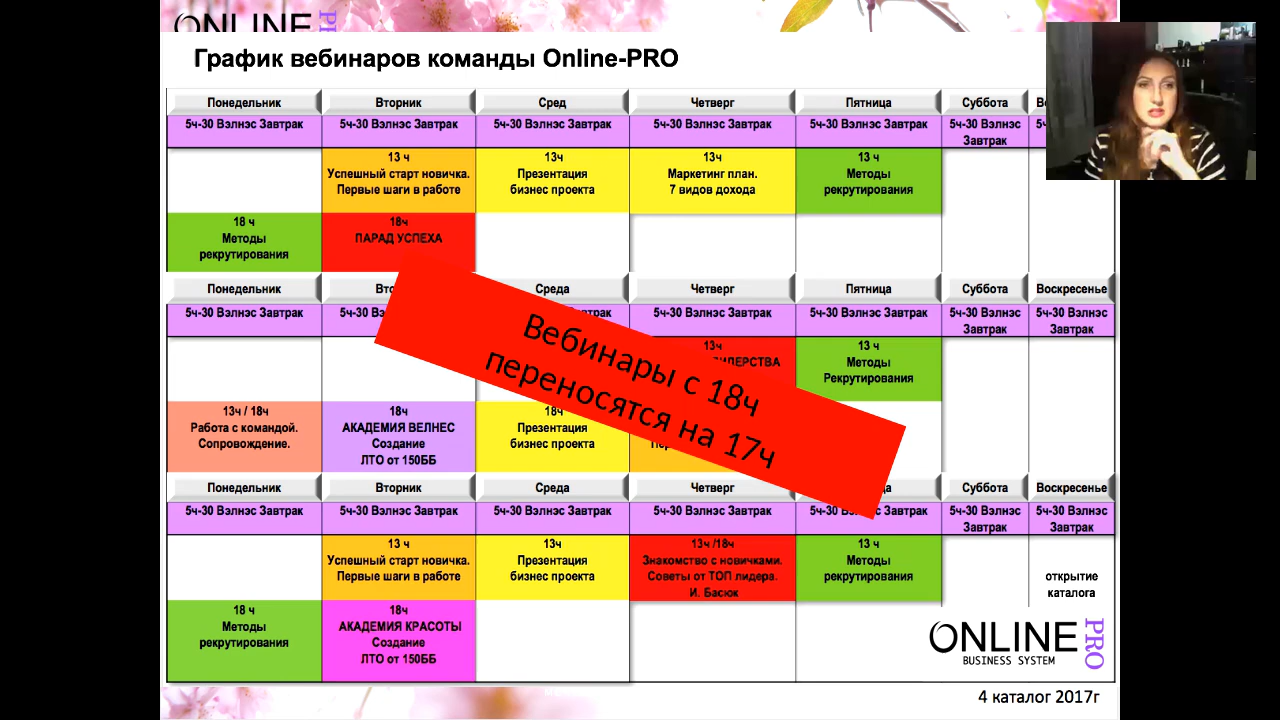 ONLINE PRO
График вебинаров команды Online-PRO
Понедельник Вторник Сред Четверг Пятница Суббота
5ч-30 Вэлнэс Завтрак 5ч-30 Вэлнэс Завтрак 5ч-30 Вэлнэс Завтрак 5ч-30 Вэлнэс Завтрак 5ч-30 Вэлнэс Завтрак 5ч-30 Вэлнэс
Завтрак
13 ч 13ч 13ч 13 ч
Успешный старт новичка. Презентация Маркетинг план. Методы
Первые шаги в работе бизнес проекта 7 видов дохода рекрутирования
18 ч 18ч
Методы ПАРАД УСПЕХА
рекрутирования
Понедельник Среда Четверг Пятница Суббота Воскресенье
5ч-30 Вэлнэс Завтрак 5ч-30 Вэлнэс Завтрак 5ч-30 Вэлнэс Завтрак 5ч-30 Вэлнэс 5ч-30 Вэлнэс
Завтрак Завтрак
13ч 13 ч
Методы
Рекрутирования
Вебинары с 18ч
переносятся на 17ч
13ч / 18ч 18ч 18ч
Работа с командой. АКАДЕМИЯ ВЕЛНЕС Презентация
Сопровождение. Создание бизнес проекта
ЛТО от 150ББ
Понедельник Вторник Среда Четверг Суббота Воскресенье
5ч-30 Вэлнэс Завтрак 5ч-30 Вэлнэс Завтрак 5ч-30 Вэлнэс Завтрак 5ч-30 Вэлнэс Завтрак 5ч-30 Завтрак 5ч-30 Вэлнэс 5ч-30 Вэлнэс
Завтрак Завтрак
13 ч 13ч 13ч /18ч 13 ч
Успешный старт новичка. Презентация Знакомство с новичками. Методы
Первые шаги в работе бизнес проекта Советы от ТОП лидера. рекрутирования открытие
И. Басюк каталога
18 ч 18ч
Методы АКАДЕМИЯ КРАСОТЫ
рекрутирования Создание
ЛТО от 150ББ
ONLINE PRO
BUSINESS SYSTEM
4 каталог 2017г